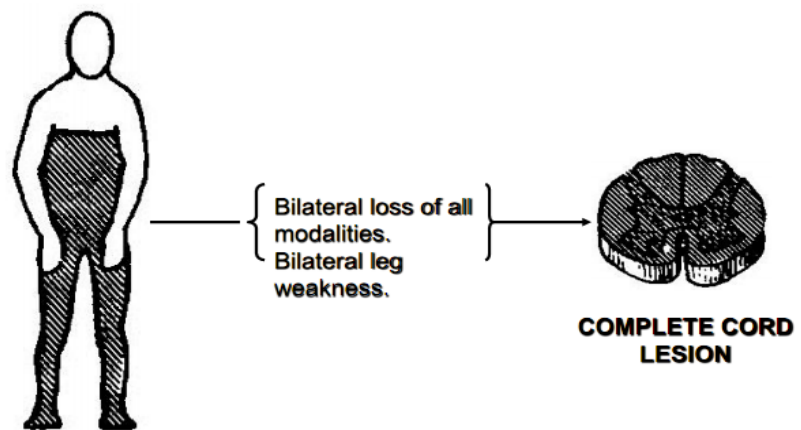 Bilateral loss of all
modalities.
Bilateral leg
weakness.
COMPLETE CORD
LESION